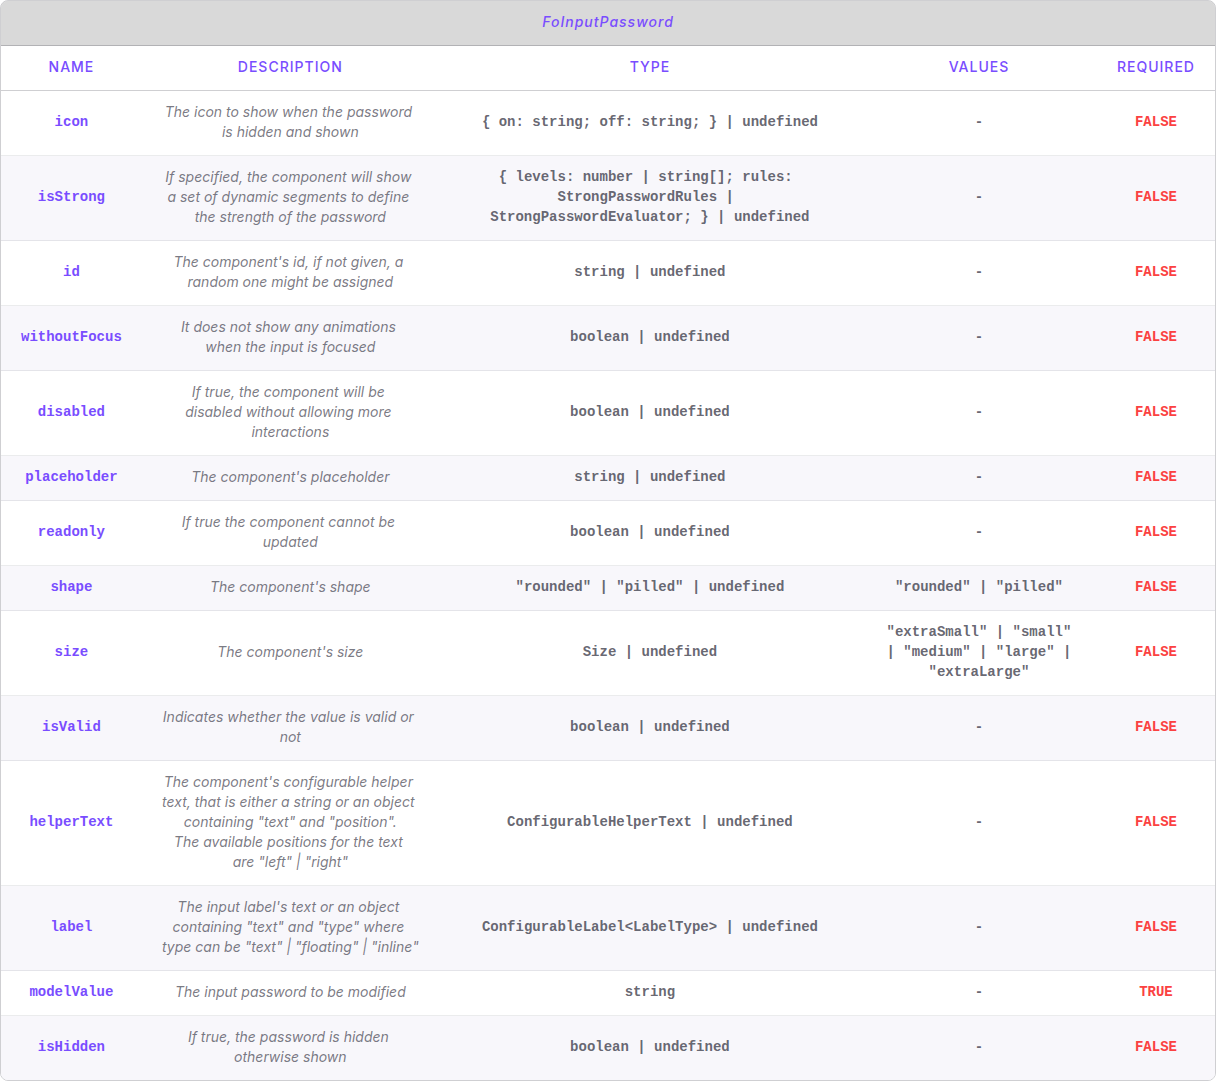 FoInputPassword
NAME DESCRIPTION TYPE VALUES REQUIRED
icon
The icon to show when the password
is hidden and shown
{ on: string; off: string; } | undefined
-
FALSE
isStrong
If specified, the component will show
a set of dynamic segments to define
the strength of the password
{ levels: number | string[]; rules:
StrongPasswordRules |
StrongPasswordEvaluator; } | undefined
-
FALSE
id
The component's id, if not given, a
random one might be assigned
string | undefined
-
FALSE
withoutFocus
It does not show any animations
when the input is focused
boolean | undefined
-
FALSE
disabled
If true, the component will be
disabled without allowing more
interactions
boolean | undefined
-
FALSE
placeholder
The component's placeholder
string | undefined
-
FALSE
readonly
If true the component cannot be
updated
boolean | undefined
-
FALSE
shape
The component's shape
"rounded" | "pilled" | undefined
"rounded" | "pilled"
FALSE
size
The component's size
Size | undefined
"extraSmall" | "small"
| "medium" | "large" |
"extraLarge"
FALSE
isValid
Indicates whether the value is valid or
not
boolean | undefined
-
FALSE
helperText
The component's configurable helper
text, that is either a string or an object
containing "text" and "position".
The available positions for the text
are "left" | "right"
ConfigurableHelperText | undefined
-
FALSE
label
The input label's text or an object
containing "text" and "type" where
type can be "text" | "floating" | "inline"
ConfigurableLabel<LabelType> | undefined
-
FALSE
modelValue
The input password to be modified
string
-
TRUE
isHidden
If true, the password is hidden
otherwise shown
boolean | undefined
-
FALSE